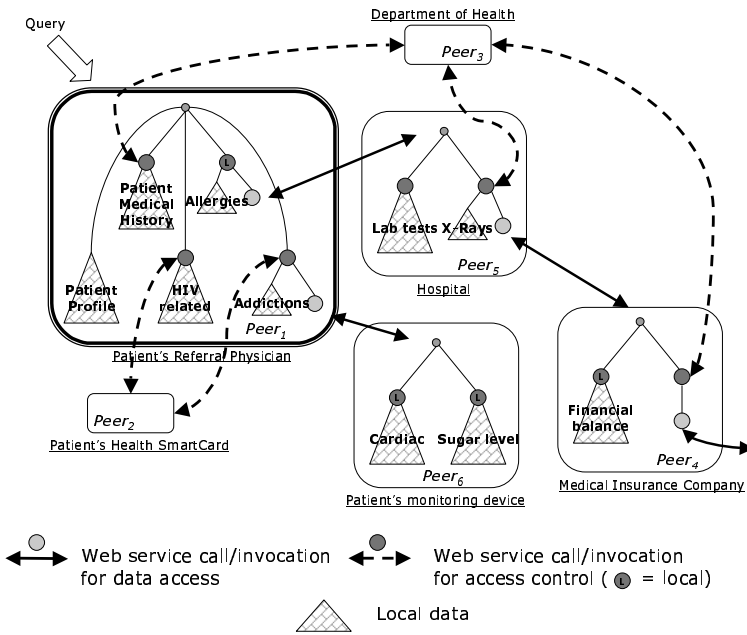 Query
Department of Health
Peer3
L
Patient
Medical
History
Allergies
Patient
Profile
HIV
related
Addictions
Peer1
Patient's Referral Physician
Lab tests X-Rays
Peer5
Hospital
Peer2
Patient's Health SmartCard
L
L
Cardiac
Sugar level
Peer6
Patient's monitoring device
L
Financial
balance
Peer4
Medical Insurance Company
Web service call/invocation
for data access
Web service call/invocation
for access control ( L = local)
Local data